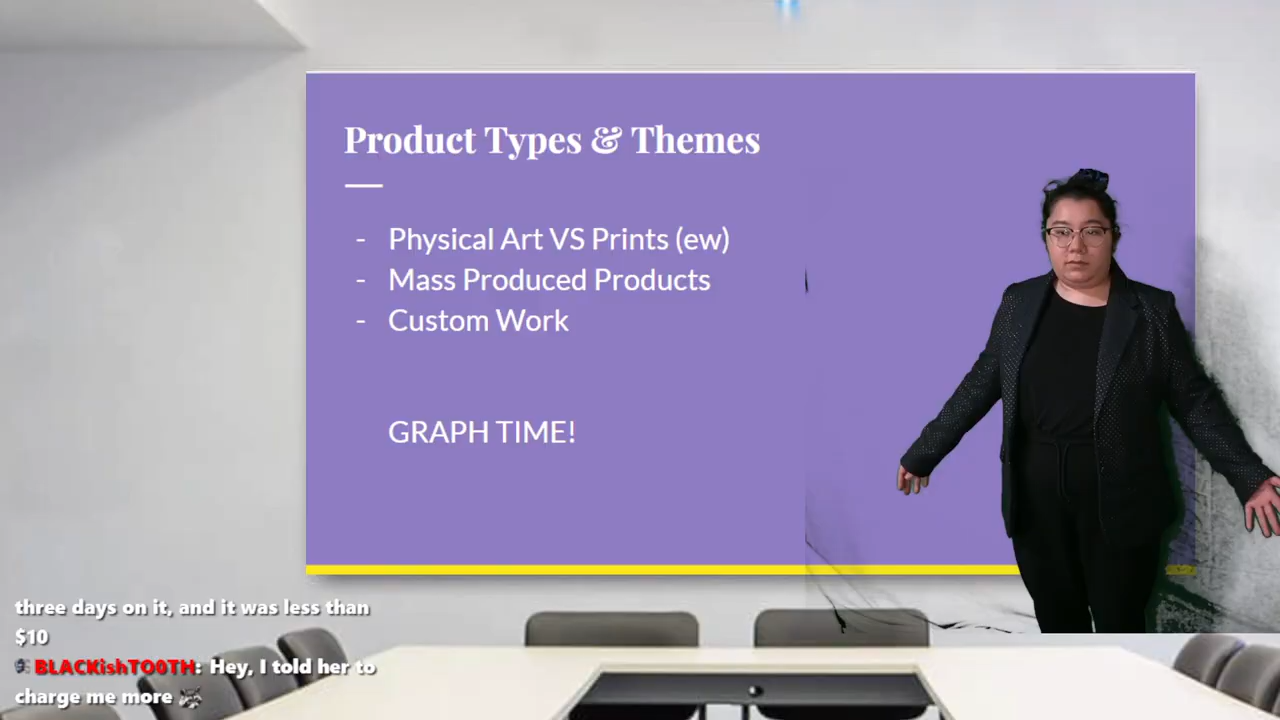 Product Types & Themes
- Physical Art VS Prints (ew)
- Mass Produced Products
- Custom Work
GRAPH TIME!
three days on it, and it was less than
$10
BLACKishTO0TH: Hey, I told her to
charge me more